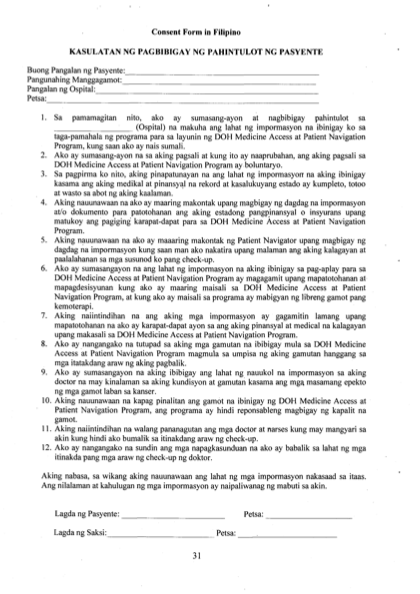 Consent Form in Filipino
KASULATAN NG PAGBIBIGAY NG PAHINTULOT NG PASYENTE
Buong Pangalan ng Pasyente:
Pangunahing Manggagamot:
Pangalan ng Ospital:
Petsa:
1. Sa pamamagitan nito, ako ay sumasang-ayon at nagbibigay pahintulot sa
(Ospital) na makuha ang lahat ng impormasyon na ibinigay ko sa
taga-pamahala ng programa para sa layunin ng DOH Medicine Access at Patient Navigation
Program, kung saan ako ay nais sumali.
2. Ako ay sumasang-ayon na sa aking pagsali at kung ito ay naaprubahan, ang aking pagsali sa
DOH Medicine Access at Patient Navigation Program ay boluntaryo.
3. Sa pagpirma ko nito, aking pinapatunayan na ang lahat ng impormasyon na aking ibinigay
kasama ang aking medikal at pinansyal na rekord at kasalukuyang estado ay kumpleto, totoo
at wasto sa abot ng aking kaalaman.
4. Aking nauunawaan na ako ay maaring makontak upang magbigay ng dagdag na impormasyon
at/o dokumento para patotohanan ang aking estadong pangpinansyal o insyurans upang
matukoy ang pagiging karapat-dapat para sa DOH Medicine Access at Patient Navigation
Program.
5. Aking nauunawaan na ako ay maaaring makontak ng Patient Navigator upang magbigay ng
dagdag na impormasyon kung saan man ako nakatira upang malaman ang aking kalagayan at
paalalahanan sa mga susunod ko pang check-up.
6. Ako ay sumasangayon na ang lahat ng impormasyon na aking ibinigay sa pag-aplay para sa
DOH Medicine Access at Patient Navigation Program ay magagamit upang mapatotohanan at
mapagdesisyunan kung ako ay maaring maisali sa DOH Medicine Access at Patient
Navigation Program, at kung ako ay maisali sa programa ay mabigyan ng libreng gamot pang
kemoterapi.
7. Aking naiintindihan na ang aking mga impormasyon ay gagamitin lamang upang
mapatotohanan na ako ay karapat-dapat ayon sa ang aking pinansyal at medical na kalagayan
upang makasali sa DOH Medicine Access at Patient Navigation Program.
8. Ako ay nangangako na tutupad sa aking mga gamutan na ibinigay mula sa DOH Medicine
Access at Patient Navigation Program magmula sa umpisa ng aking gamutan hanggang sa
mga itatakdang araw ng aking pagbalik.
9. Ako ay sumasangayon na aking ibibigay ang lahat ng nauukol na impormasyon sa aking
doctor na may kinalaman sa aking kundisyon at gamutan kasama ang mga masamang epekto
ng mga gamot laban sa kanser.
10. Aking nauunawaan na kapag pinalitan ang gamot na ibinigay ng DOH Medicine Access at
Patient Navigation Program, ang programa ay hindi reponsableng magbigay ng kapalit na
gamot.
11. Aking naiintindihan na walang pananagutan ang mga doctor at narses kung may mangyari sa
akin kung hindi ako bumalik sa itinakdang araw ng check-up.
12. Ako ay nangangako na sundin ang mga napagkasunduan na ako ay babalik sa lahat ng mga
itinakda pang mga araw ng check-up ng doktor.
Aking nabasa, sa wikang aking nauunawaan ang lahat ng mga impormasyon nakasaad sa itaas.
Ang nilalaman at kahulugan ng mga impormasyon ay naipaliwanag ng mabuti sa akin.
Lagda ng Pasyente: Petsa:
Lagda ng Saksi: Petsa:
31